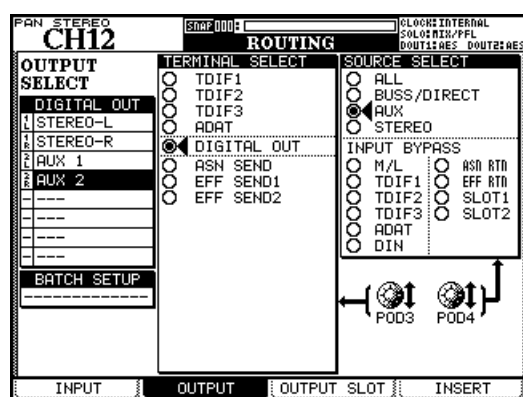 PAN STEREO
CH12
SNAP 000:
ROUTING
CLOCK:INTERNAL
SOLO:MIX/PFL
DOUT1:AES DOUT2:AES
OUTPUT
SELECT
DIGITAL OUT
1 L STEREO-L
1 R STEREO-R
2 L AUX 1
2 R AUX 2
- ---
- ---
- ---
- ---
BATCH SETUP
--------------
TERMINAL SELECT
TDIF1
TDIF2
TDIF3
ADAT
DIGITAL OUT
ASN SEND
EFF SEND1
EFF SEND2
SOURCE SELECT
ALL
BUSS/DIRECT
AUX
STEREO
INPUT BYPASS
M/L
TDIF1
TDIF2
TDIF3
ADAT
DIN
ASN RTN
EFF RTN
SLOT1
SLOT2
POD3
POD4
INPUT
OUTPUT
OUTPUT SLOT
INSERT